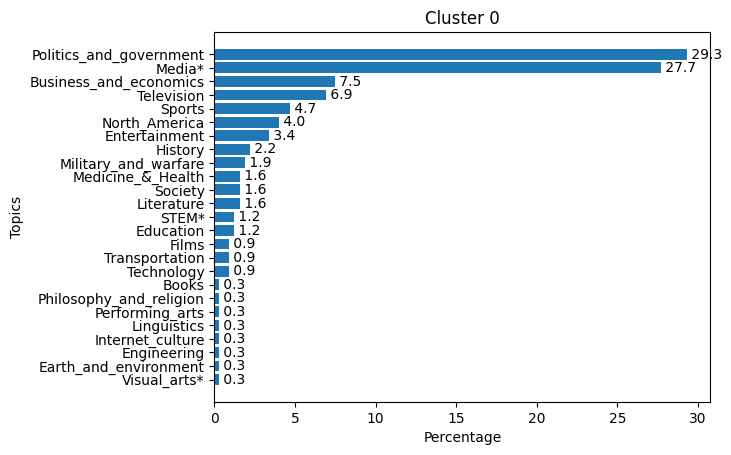 Cluster 0
Politics_and_government 29.3
Media* 27.7
Business_and_economics 7.5
Television 6.9
Sports 4.7
North_America 4.0
Entertainment 3.4
History 2.2
Military_and_warfare 1.9
Medicine_&_Health 1.6
Society 1.6
Literature 1.6
STEM* 1.2
Education 1.2
Films 0.9
Transportation 0.9
Technology 0.9
Books 0.3
Philosophy_and_religion 0.3
Performing_arts 0.3
Linguistics 0.3
Internet_culture 0.3
Engineering 0.3
Earth_and_environment 0.3
Visual_arts* 0.3
Topics
0 5 10 15 20 25 30
Percentage